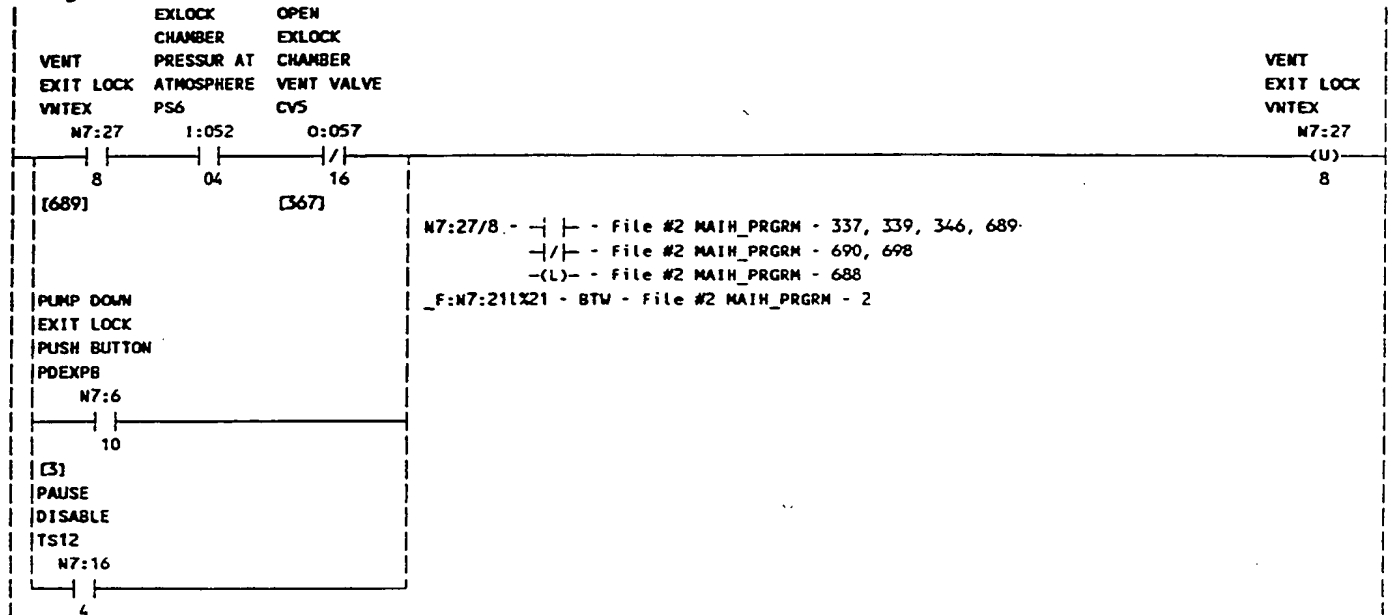 EXLOCK OPEN
CHAMBER EXLOCK
VENT PRESSUR AT CHAMBER VENT
EXIT LOCK ATMOSPHERE VENT VALVE EXIT LOCK
VNTEX PS6 CV5 VNTEX
N7:27 I:052 O:057 N7:27
(U)
8 04 16 8
[689] [367]
N7:27/8 - ┤ ├ - File #2 MAIN_PRGRM - 337, 339, 346, 689
┤/├ - File #2 MAIN_PRGRM - 690, 698
-(L)- - File #2 MAIN_PRGRM - 688
PUMP DOWN _F:N7:21[%21 - BTW - File #2 MAIN_PRGRM - 2
EXIT LOCK
PUSH BUTTON
PDEXPB
N7:6
10
[3]
PAUSE
DISABLE
TS12
N7:16
4